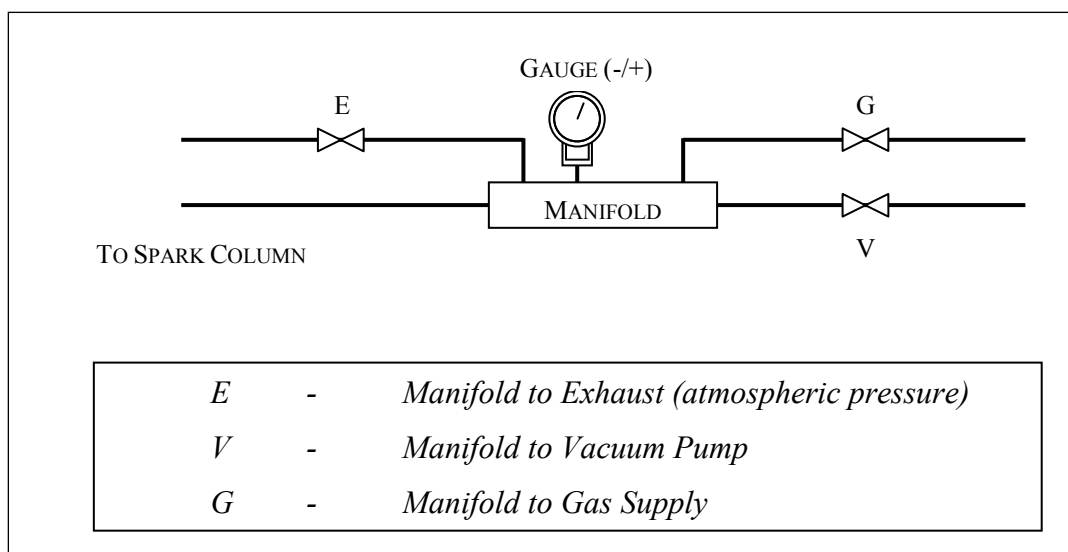 GAUGE (-/+)
E
G
MANIFOLD
TO SPARK COLUMN
V
E - Manifold to Exhaust (atmospheric pressure)
V - Manifold to Vacuum Pump
G - Manifold to Gas Supply